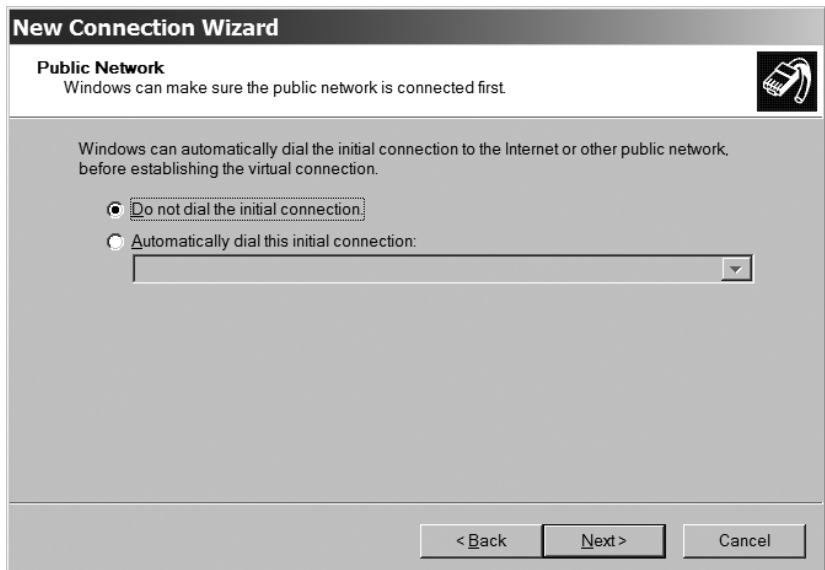 New Connection Wizard
Public Network
Windows can make sure the public network is connected first.
Windows can automatically dial the initial connection to the Internet or other public network,
before establishing the virtual connection.
Do not dial the initial connection.
Automatically dial this initial connection:
< Back
Next >
Cancel